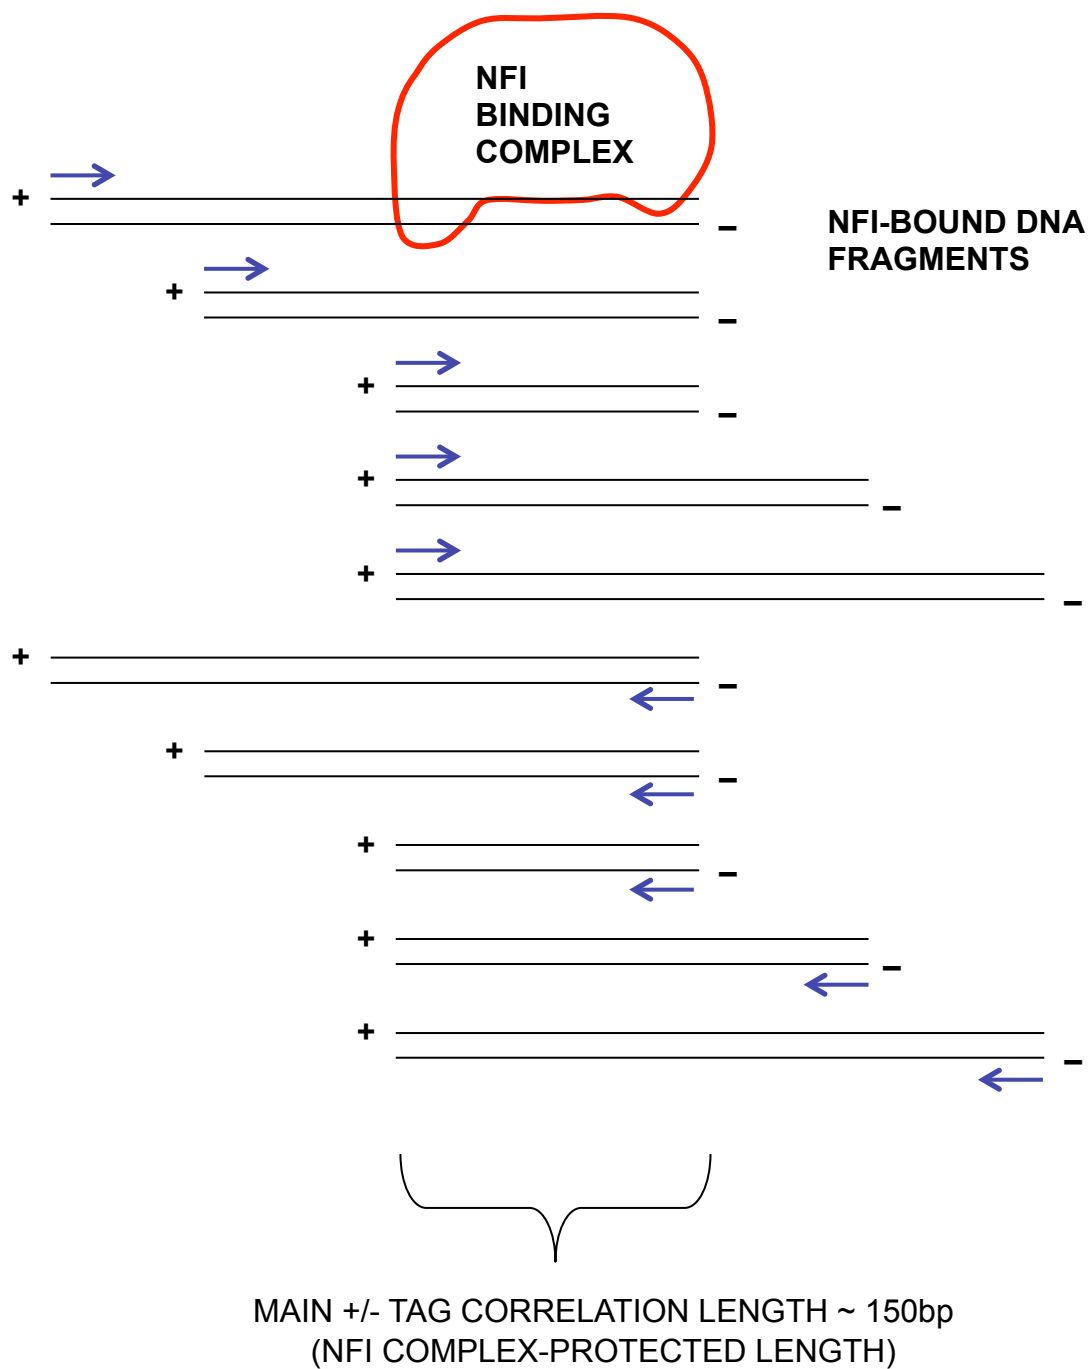 NFI
BINDING
COMPLEX
+
−
NFI-BOUND DNA
FRAGMENTS
+
−
+
−
+
−
+
−
+
−
+
−
+
−
+
−
+
−
MAIN +/- TAG CORRELATION LENGTH ~ 150bp
(NFI COMPLEX-PROTECTED LENGTH)